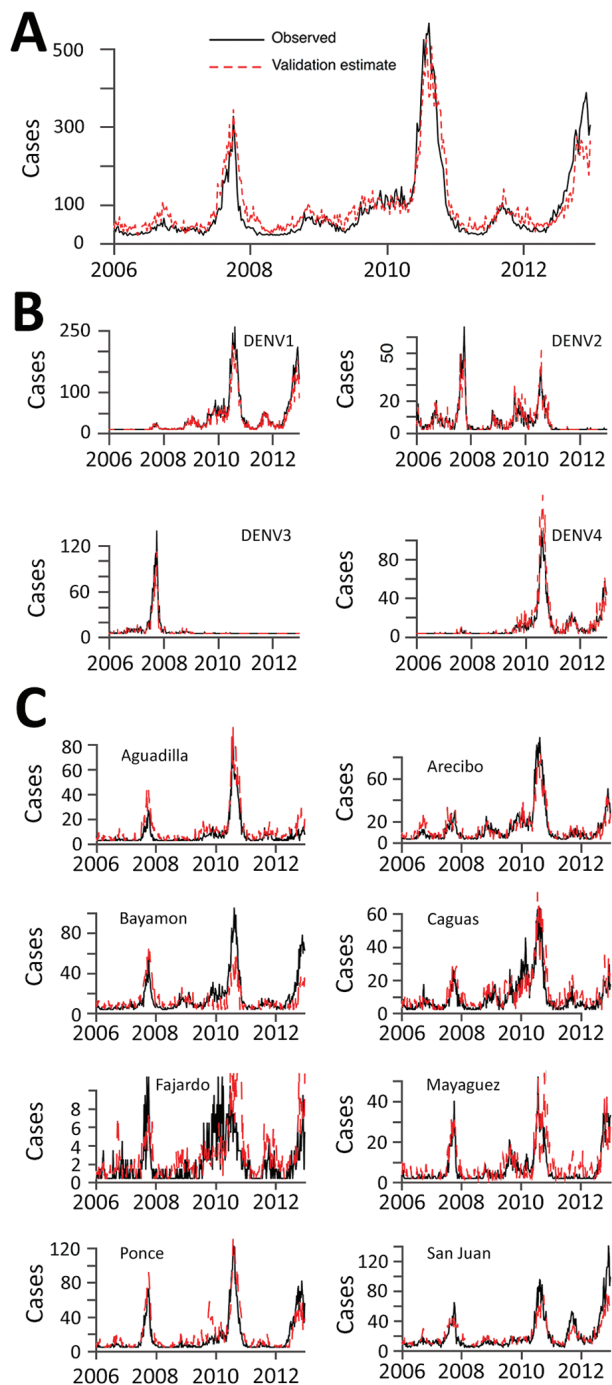 A
Observed
Validation estimate
Cases
500
300
100
0
2006 2008 2010 2012
B
DENV1
Cases
250
100
0
2006 2008 2010 2012
DENV2
Cases
50
20
0
2006 2008 2010 2012
DENV3
Cases
120
60
0
2006 2008 2010 2012
DENV4
Cases
80
40
0
2006 2008 2010 2012
C
Aguadilla
Cases
80
60
40
20
0
2006 2008 2010 2012
Arecibo
Cases
60
20
0
2006 2008 2010 2012
Bayamon
Cases
80
40
0
2006 2008 2010 2012
Caguas
Cases
60
40
20
0
2006 2008 2010 2012
Fajardo
Cases
8
6
4
2
0
2006 2008 2010 2012
Mayaguez
Cases
40
20
0
2006 2008 2010 2012
Ponce
Cases
120
80
40
0
2006 2008 2010 2012
San Juan
Cases
120
80
40
0
2006 2008 2010 2012